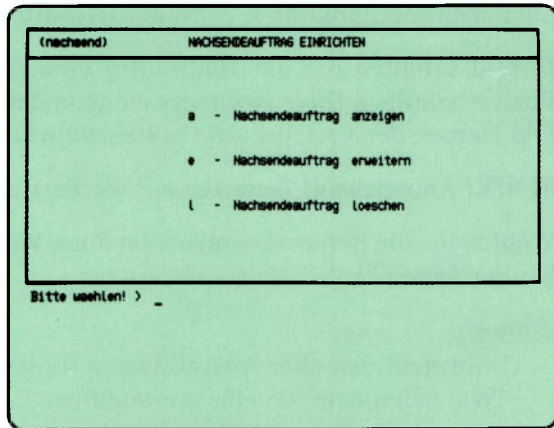 (nachsend) NACHSENDEAUFTRAG EINRICHTEN
a - Nachsendeauftrag anzeigen
e - Nachsendeauftrag erweitern
l - Nachsendeauftrag loeschen
Bitte waehlen! > _